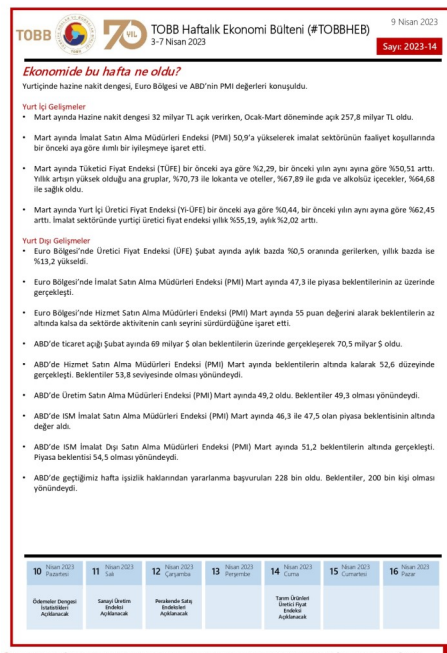 TOBB
70. YIL
TOBB Haftalık Ekonomi Bülteni (#TOBBHEB)
3-7 Nisan 2023
9 Nisan 2023
Sayı: 2023-14
Ekonomide bu hafta ne oldu?
Yurtiçinde hazine nakit dengesi, Euro Bölgesi ve ABD'nin PMI değerleri konuşuldu.
Yurt İçi Gelişmeler
• Mart ayında Hazine nakit dengesi 32 milyar TL açık verirken, Ocak-Mart döneminde açık 257,8 milyar TL oldu.
• Mart ayında İmalat Satın Alma Müdürleri Endeksi (PMI) 50,9'a yükselerek imalat sektörünün faaliyet koşullarında
bir önceki aya göre ılımlı bir iyileşmeye işaret etti.
• Mart ayında Tüketici Fiyat Endeksi (TÜFE) bir önceki aya göre %2,29, bir önceki yılın aynı ayına göre %50,51 arttı.
Yıllık artışın yüksek olduğu ana gruplar, %70,73 ile lokanta ve oteller, %67,89 ile gıda ve alkolsüz içecekler, %64,68
ile sağlık oldu.
• Mart ayında Yurt İçi Üretici Fiyat Endeksi (Yi-ÜFE) bir önceki aya göre %0,44, bir önceki yılın aynı ayına göre %62,45
arttı. İmalat sektöründe yurtiçi üretici fiyat endeksi yıllık %55,19, aylık %2,02 arttı.
Yurt Dışı Gelişmeler
• Euro Bölgesi'nde Üretici Fiyat Endeksi (ÜFE) Şubat ayında aylık bazda %0,5 oranında gerilerken, yıllık bazda ise
%13,2 yükseldi.
• Euro Bölgesi'nde İmalat Satın Alma Müdürleri Endeksi (PMI) Mart ayında 47,3 ile piyasa beklentilerinin az üzerinde
gerçekleşti.
• Euro Bölgesi'nde Hizmet Satın Alma Müdürleri Endeksi (PMI) Mart ayında 55 puan değerini alarak beklentilerin az
altında kalsa da sektörde aktivitenin canlı seyrini sürdürdüğüne işaret etti.
• ABD'de ticaret açığı Şubat ayında 69 milyar $ olan beklentilerin üzerinde gerçekleşerek 70,5 milyar $ oldu.
• ABD'de Hizmet Satın Alma Müdürleri Endeksi (PMI) Mart ayında beklentilerin altında kalarak 52,6 düzeyinde
gerçekleşti. Beklentiler 53,8 seviyesinde olması yönündeydi.
• ABD'de Üretim Satın Alma Müdürleri Endeksi (PMI) Mart ayında 49,2 oldu. Beklentiler 49,3 olması yönündeydi.
• ABD'de ISM İmalat Satın Alma Müdürleri Endeksi (PMI) Mart ayında 46,3 ile 47,5 olan piyasa beklentisinin altında
değer aldı.
• ABD'de ISM İmalat Dışı Satın Alma Müdürleri Endeksi (PMI) Mart ayında 51,2 beklentilerin altında gerçekleşti.
Piyasa beklentisi 54,5 olması yönündeydi.
• ABD'de geçtiğimiz hafta işsizlik haklarından yararlanma başvuruları 228 bin oldu. Beklentiler, 200 bin kişi olması
yönündeydi.
10 Nisan 2023 Pazartesi
11 Nisan 2023 Salı
12 Nisan 2023 Çarşamba
13 Nisan 2023 Perşembe
14 Nisan 2023 Cuma
15 Nisan 2023 Cumartesi
16 Nisan 2023 Pazar
Ödemeler Dengesi
İstatistikleri
Açıklanacak
Sanayi Üretim
Endeksi
Açıklanacak
Perakende Satış
Endeksleri
Açıklanacak
Tarım Ürünleri
Üretici Fiyat
Endeksi
Açıklanacak